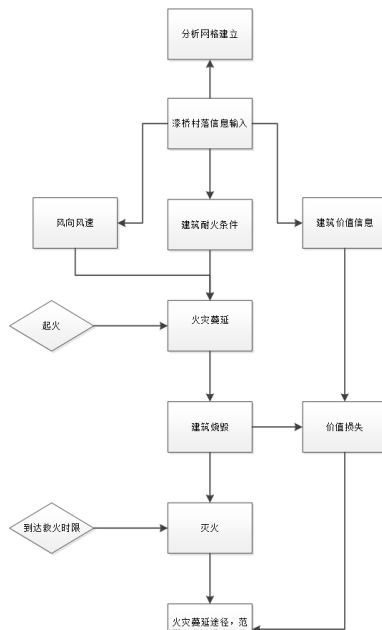 分析网格建立
漆桥村落信息输入
风向风速
建筑耐火条件
建筑价值信息
起火
火灾蔓延
建筑烧毁
价值损失
到达救火时限
灭火
火灾蔓延途径，范